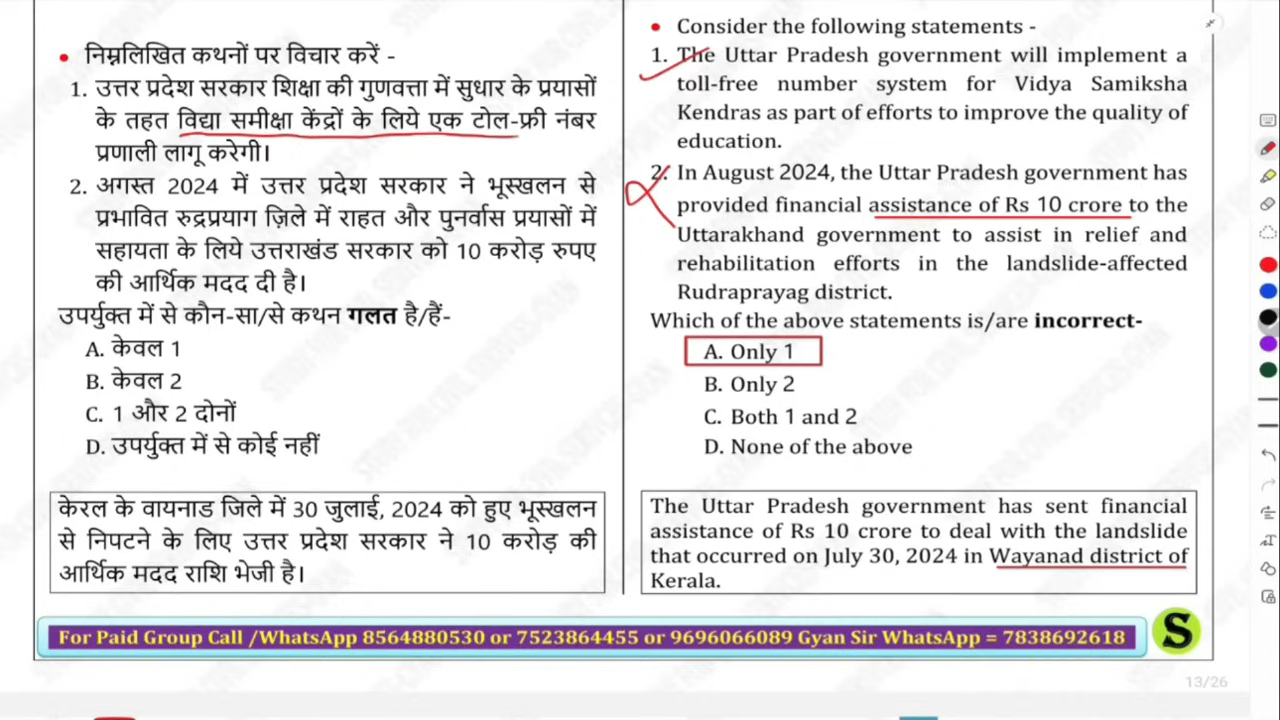 • निम्नलिखित कथनों पर विचार करें -
1. उत्तर प्रदेश सरकार शिक्षा की गुणवत्ता में सुधार के प्रयासों
के तहत विद्या समीक्षा केंद्रों के लिये एक टोल-फ्री नंबर
प्रणाली लागू करेगी।
2. अगस्त 2024 में उत्तर प्रदेश सरकार ने भूस्खलन से
प्रभावित रुद्रप्रयाग ज़िले में राहत और पुनर्वास प्रयासों में
सहायता के लिये उत्तराखंड सरकार को 10 करोड़ रुपए
की आर्थिक मदद दी है।
उपर्युक्त में से कौन-सा/से कथन गलत है/हैं-
A. केवल 1
B. केवल 2
C. 1 और 2 दोनों
D. उपर्युक्त में से कोई नहीं
केरल के वायनाड जिले में 30 जुलाई, 2024 को हुए भूस्खलन
से निपटने के लिए उत्तर प्रदेश सरकार ने 10 करोड़ की
आर्थिक मदद राशि भेजी है।
• Consider the following statements -
1. The Uttar Pradesh government will implement a
toll-free number system for Vidya Samiksha
Kendras as part of efforts to improve the quality of
education.
2. In August 2024, the Uttar Pradesh government has
provided financial assistance of Rs 10 crore to the
Uttarakhand government to assist in relief and
rehabilitation efforts in the landslide-affected
Rudraprayag district.
Which of the above statements is/are incorrect-
A. Only 1
B. Only 2
C. Both 1 and 2
D. None of the above
The Uttar Pradesh government has sent financial
assistance of Rs 10 crore to deal with the landslide
that occurred on July 30, 2024 in Wayanad district of
Kerala.
For Paid Group Call /WhatsApp 8564880530 or 7523864455 or 9696066089 Gyan Sir WhatsApp = 7838692618
S
13/26